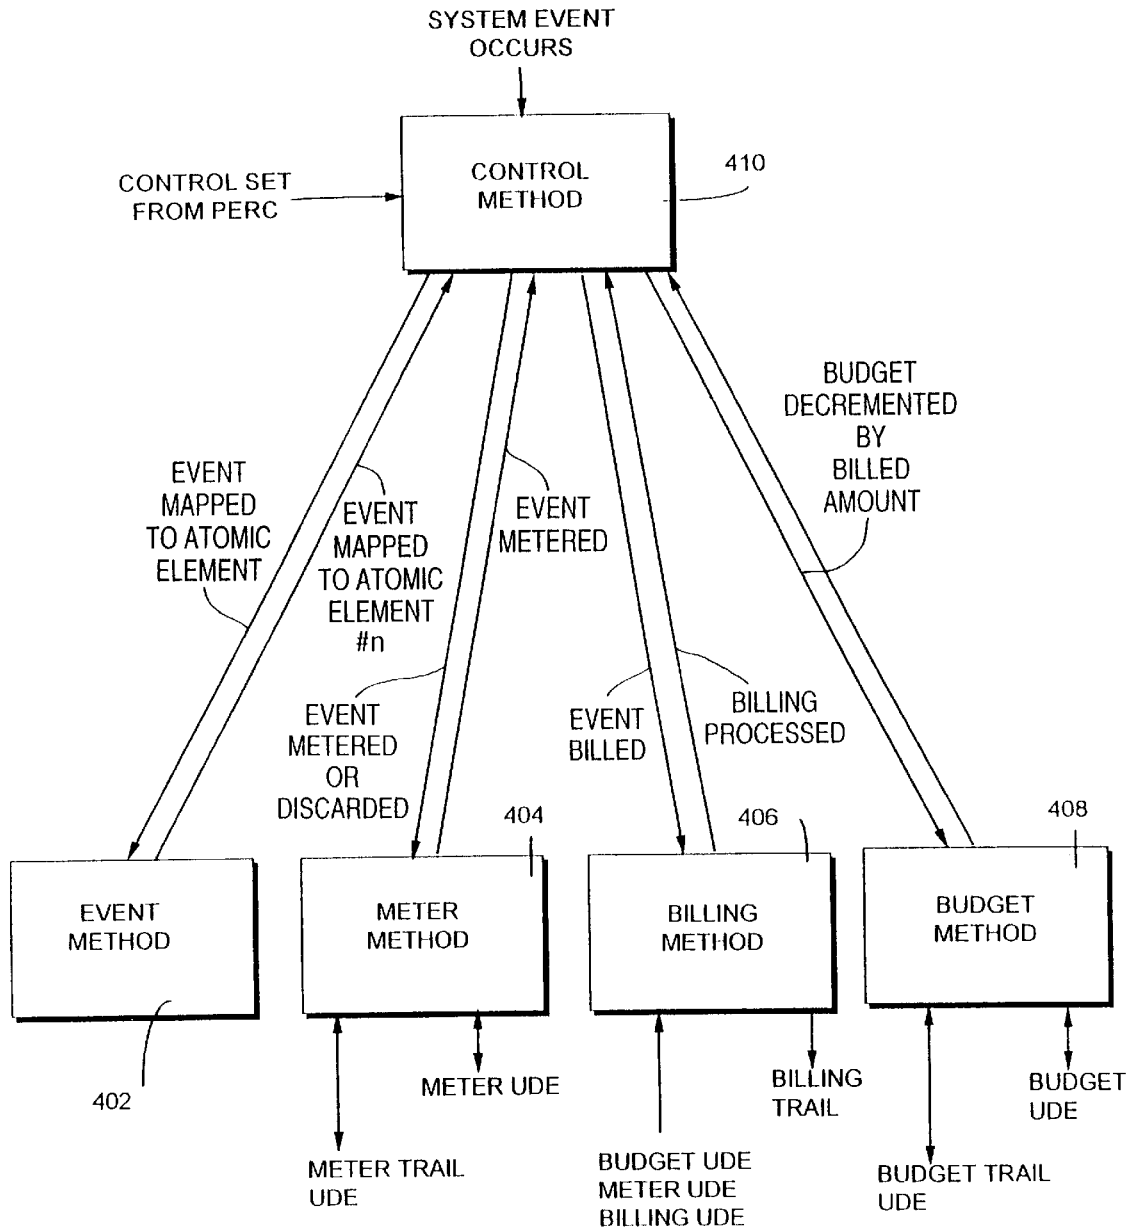 SYSTEM EVENT
OCCURS
CONTROL
METHOD
410
CONTROL SET
FROM PERC
BUDGET
DECREMENTED
BY
BILLED
AMOUNT
EVENT
MAPPED
TO ATOMIC
ELEMENT
EVENT
MAPPED
TO ATOMIC
ELEMENT
#n
EVENT
METERED
EVENT
METERED
OR
DISCARDED
EVENT
BILLED
BILLING
PROCESSED
404
406
408
EVENT
METHOD
METER
METHOD
BILLING
METHOD
BUDGET
METHOD
402
METER UDE
BILLING
TRAIL
BUDGET
UDE
METER TRAIL
UDE
BUDGET UDE
METER UDE
BILLING UDE
BUDGET TRAIL
UDE